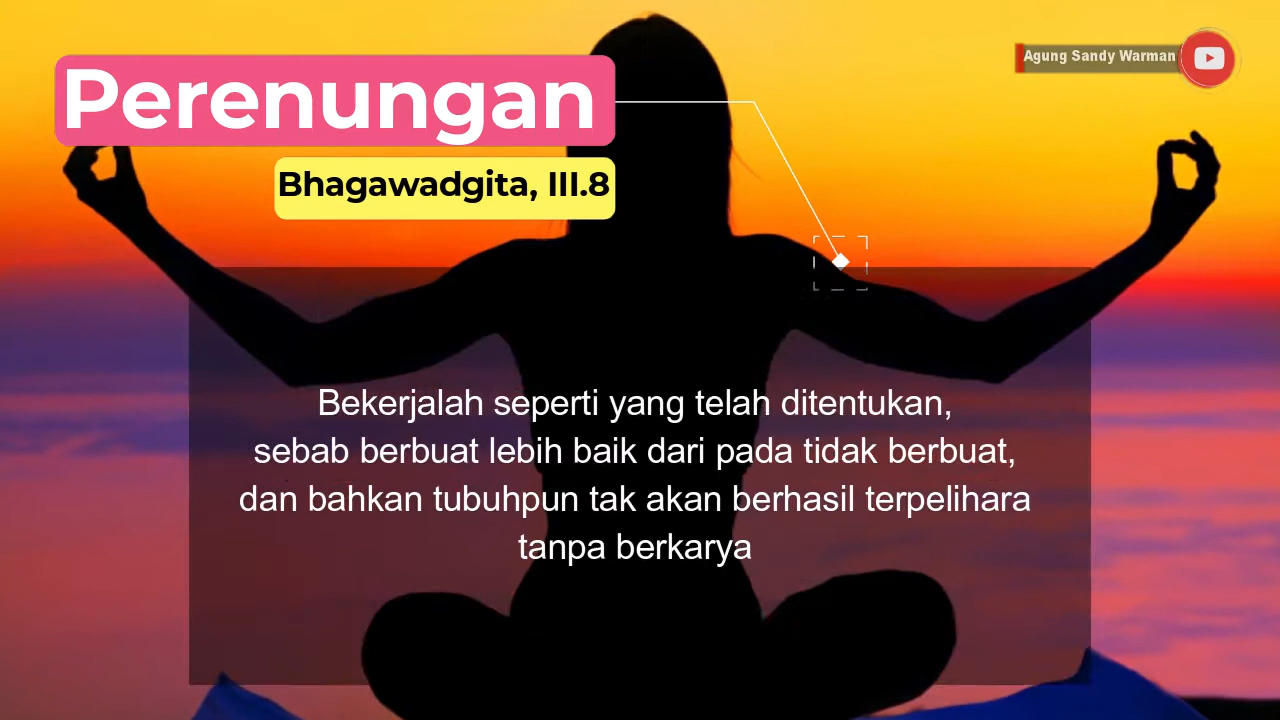 Perenungan
Bhagawadgita, III.8
Agung Sandy Warman
Bekerjalah seperti yang telah ditentukan,
sebab berbuat lebih baik dari pada tidak berbuat,
dan bahkan tubuhpun tak akan berhasil terpelihara
tanpa berkarya